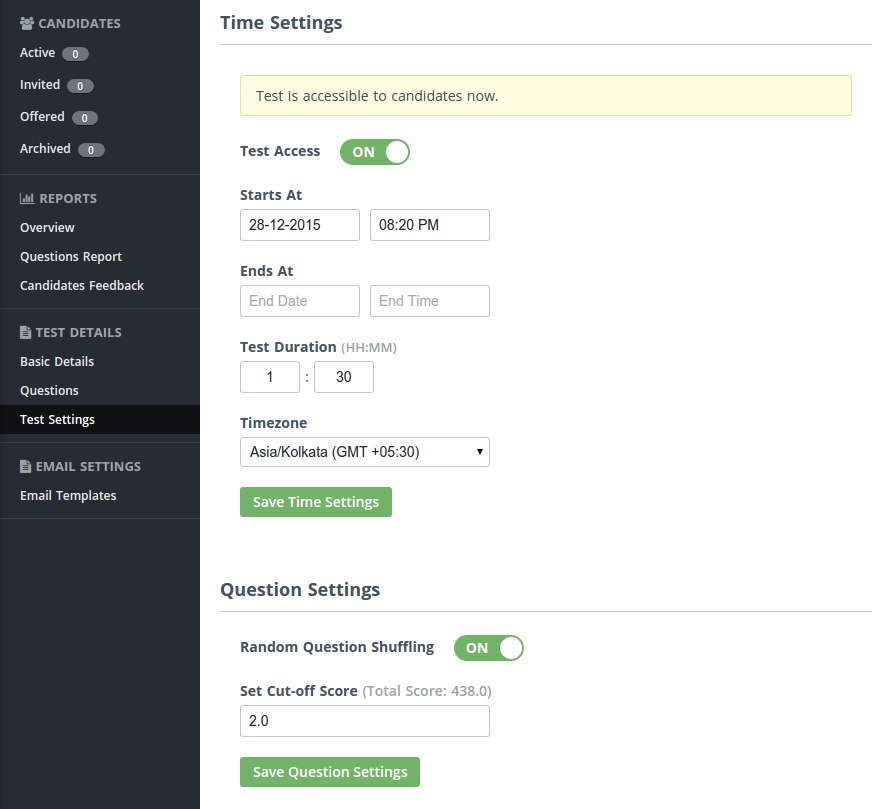 CANDIDATES
Active 0
Invited 0
Offered 0
Archived 0
REPORTS
Overview
Questions Report
Candidates Feedback
TEST DETAILS
Basic Details
Questions
Test Settings
EMAIL SETTINGS
Email Templates
Time Settings
Test is accessible to candidates now.
Test Access ON
Starts At
28-12-2015 08:20 PM
Ends At
End Date End Time
Test Duration (HH:MM)
1 : 30
Timezone
Asia/Kolkata (GMT +05:30)
Save Time Settings
Question Settings
Random Question Shuffling ON
Set Cut-off Score (Total Score: 438.0)
2.0
Save Question Settings